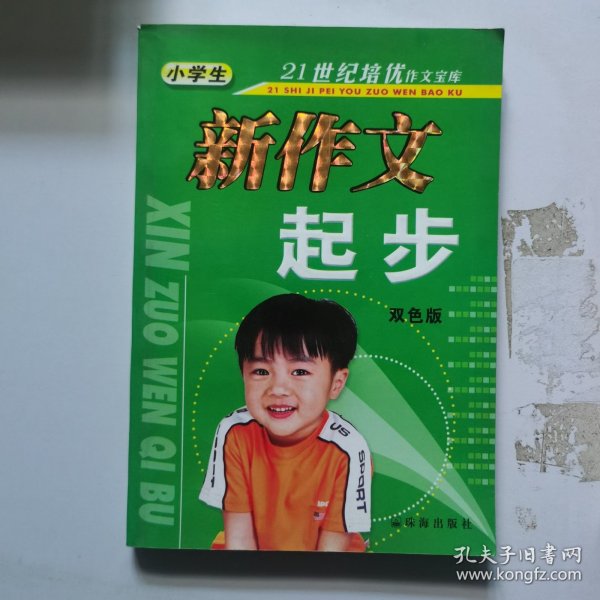 小学生
21世纪培优作文宝库
21 SHI JI PEI YOU ZUO WEN BAO KU
新作文
起步
双色版
XIN ZUO WEN QI BU
SPORT
珠海出版社
孔夫子旧书网
www.kongfz.com